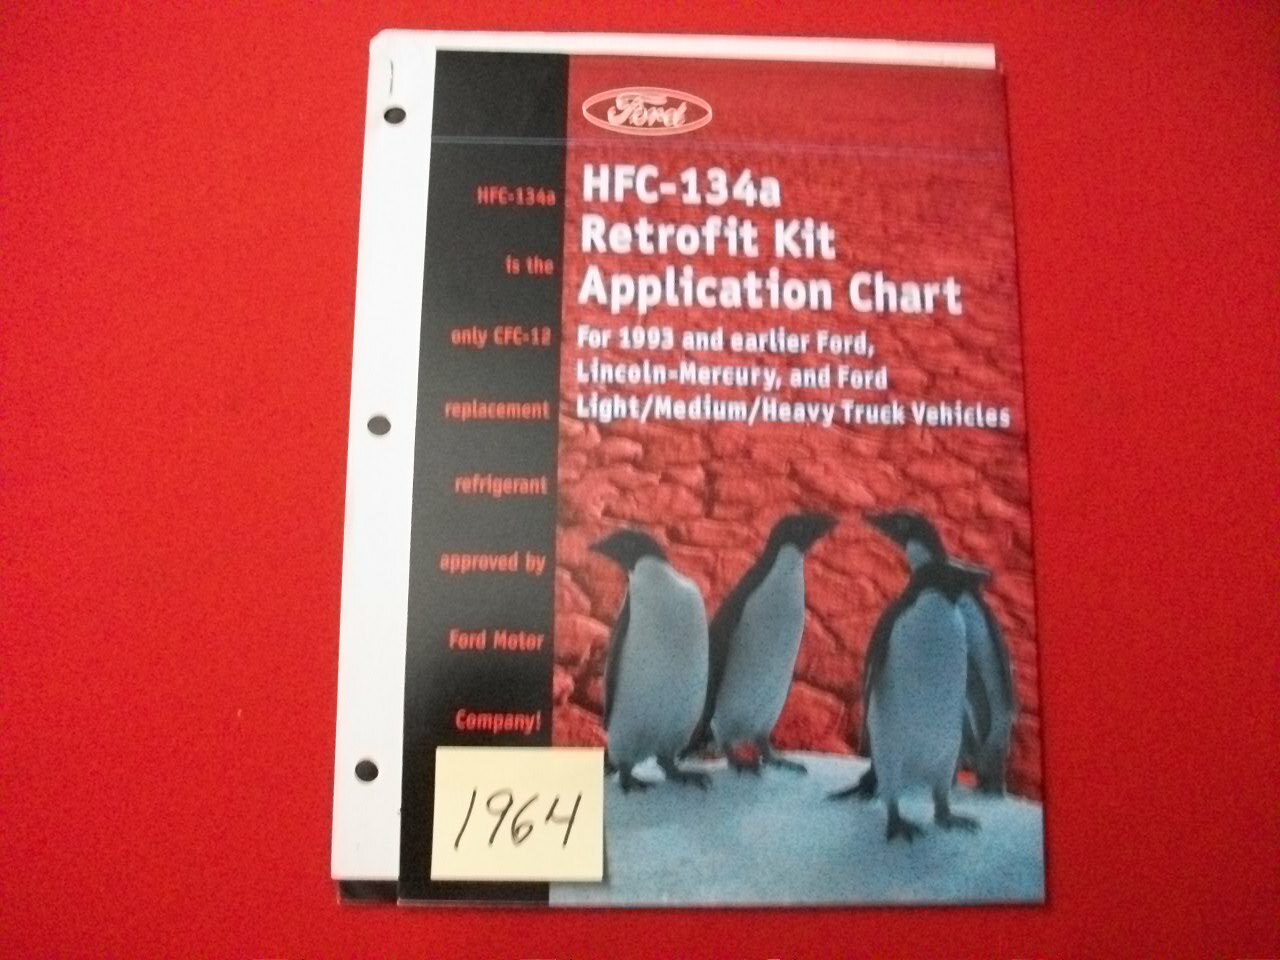 Ford
HFC-134a
Retrofit Kit
Application Chart
For 1993 and earlier Ford,
Lincoln-Mercury, and Ford
Light/Medium/Heavy Truck Vehicles
HFC-134a
is the
only CFC-12
replacement
refrigerant
approved by
Ford Motor
Company!
1964